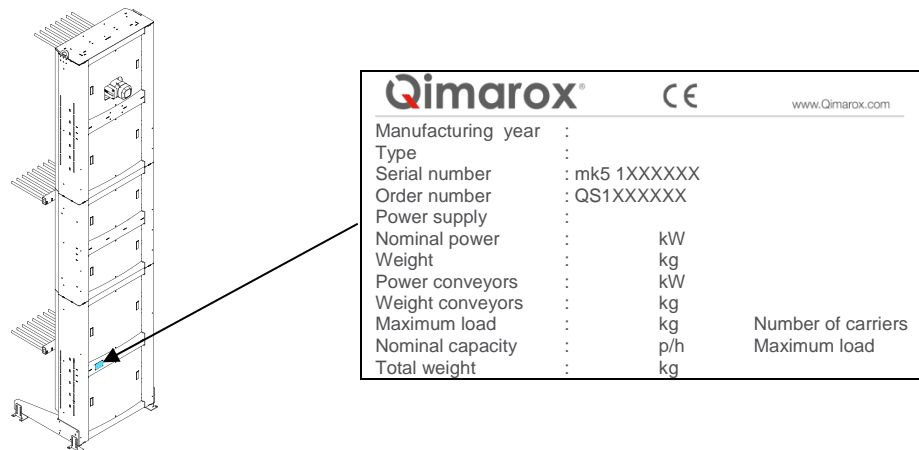 Qimarox® CE www.Qimarox.com
Manufacturing year :
Type :
Serial number : mk5 1XXXXXX
Order number : QS1XXXXXX
Power supply :
Nominal power : kW
Weight : kg
Power conveyors : kW
Weight conveyors : kg
Maximum load : kg Number of carriers
Nominal capacity : p/h Maximum load
Total weight : kg